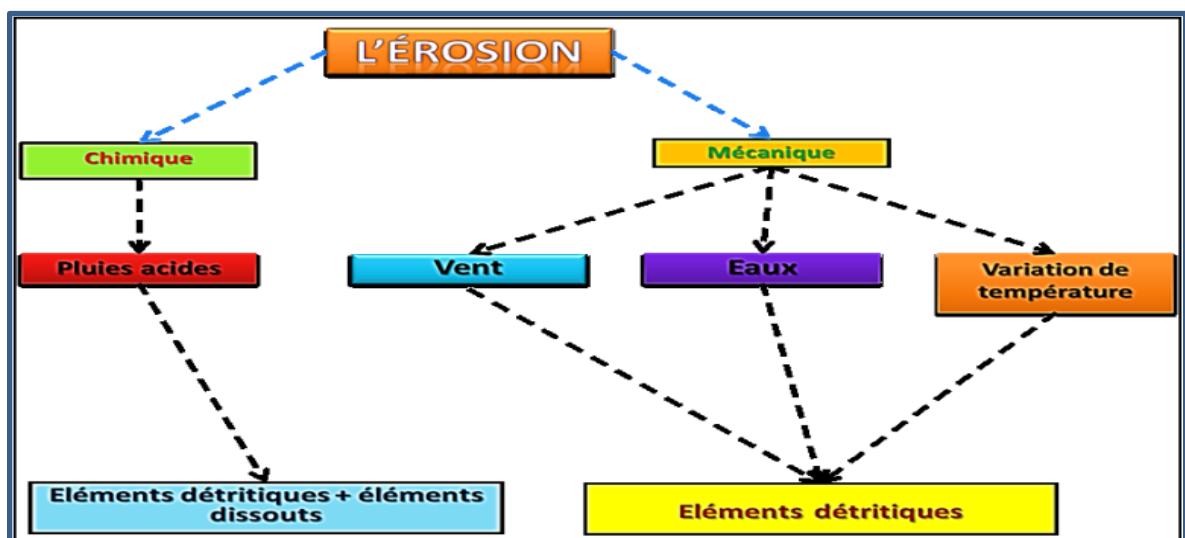 L'ÉROSION
Chimique
Mécanique
Pluies acides
Vent
Eaux
Variation de
température
Eléments détritiques + éléments
dissouts
Eléments détritiques